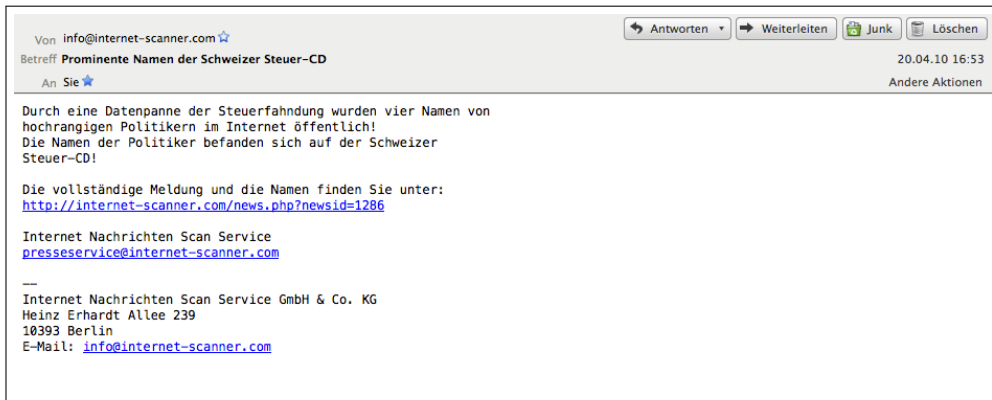 Von info@internet-scanner.com
Antworten Weiterleiten Junk Löschen
Betreff Prominente Namen der Schweizer Steuer-CD 20.04.10 16:53
An Sie Andere Aktionen
Durch eine Datenpanne der Steuerfahndung wurden vier Namen von
hochrangigen Politikern im Internet öffentlich!
Die Namen der Politiker befanden sich auf der Schweizer
Steuer-CD!
Die vollständige Meldung und die Namen finden Sie unter:
http://internet-scanner.com/news.php?newsid=1286
Internet Nachrichten Scan Service
presseservice@internet-scanner.com
--
Internet Nachrichten Scan Service GmbH & Co. KG
Heinz Erhardt Allee 239
10393 Berlin
E-Mail: info@internet-scanner.com